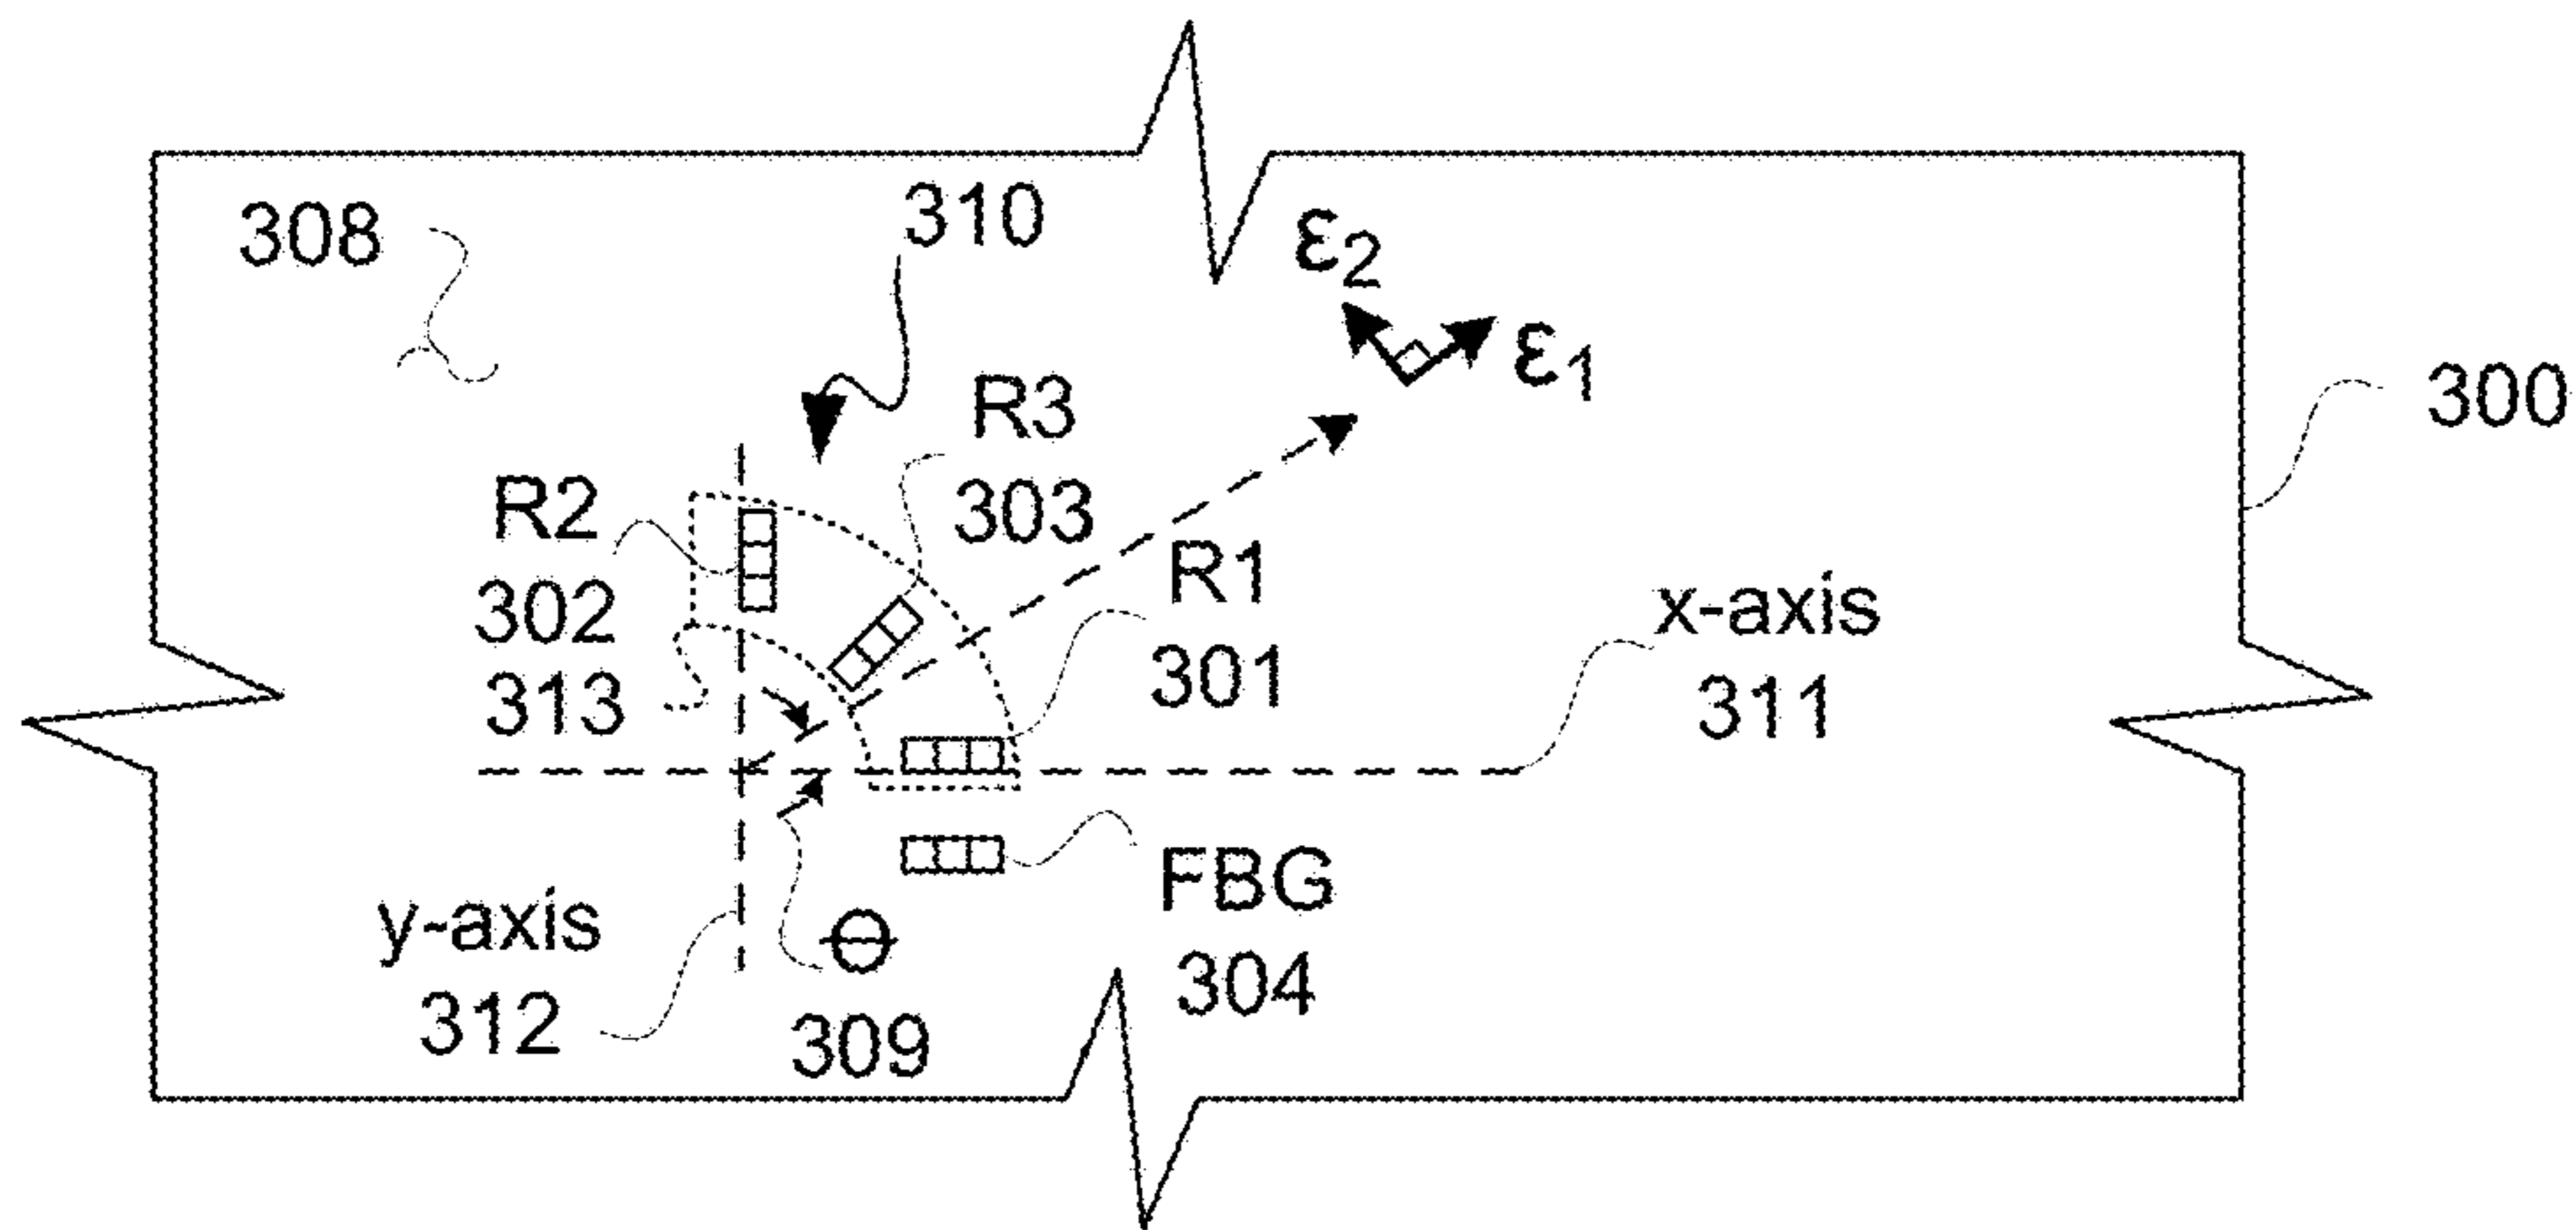 308
310
ε2
ε1
300
R3
303
R2
302
313
R1
301
x-axis
311
FBG
304
y-axis
312
Θ
309